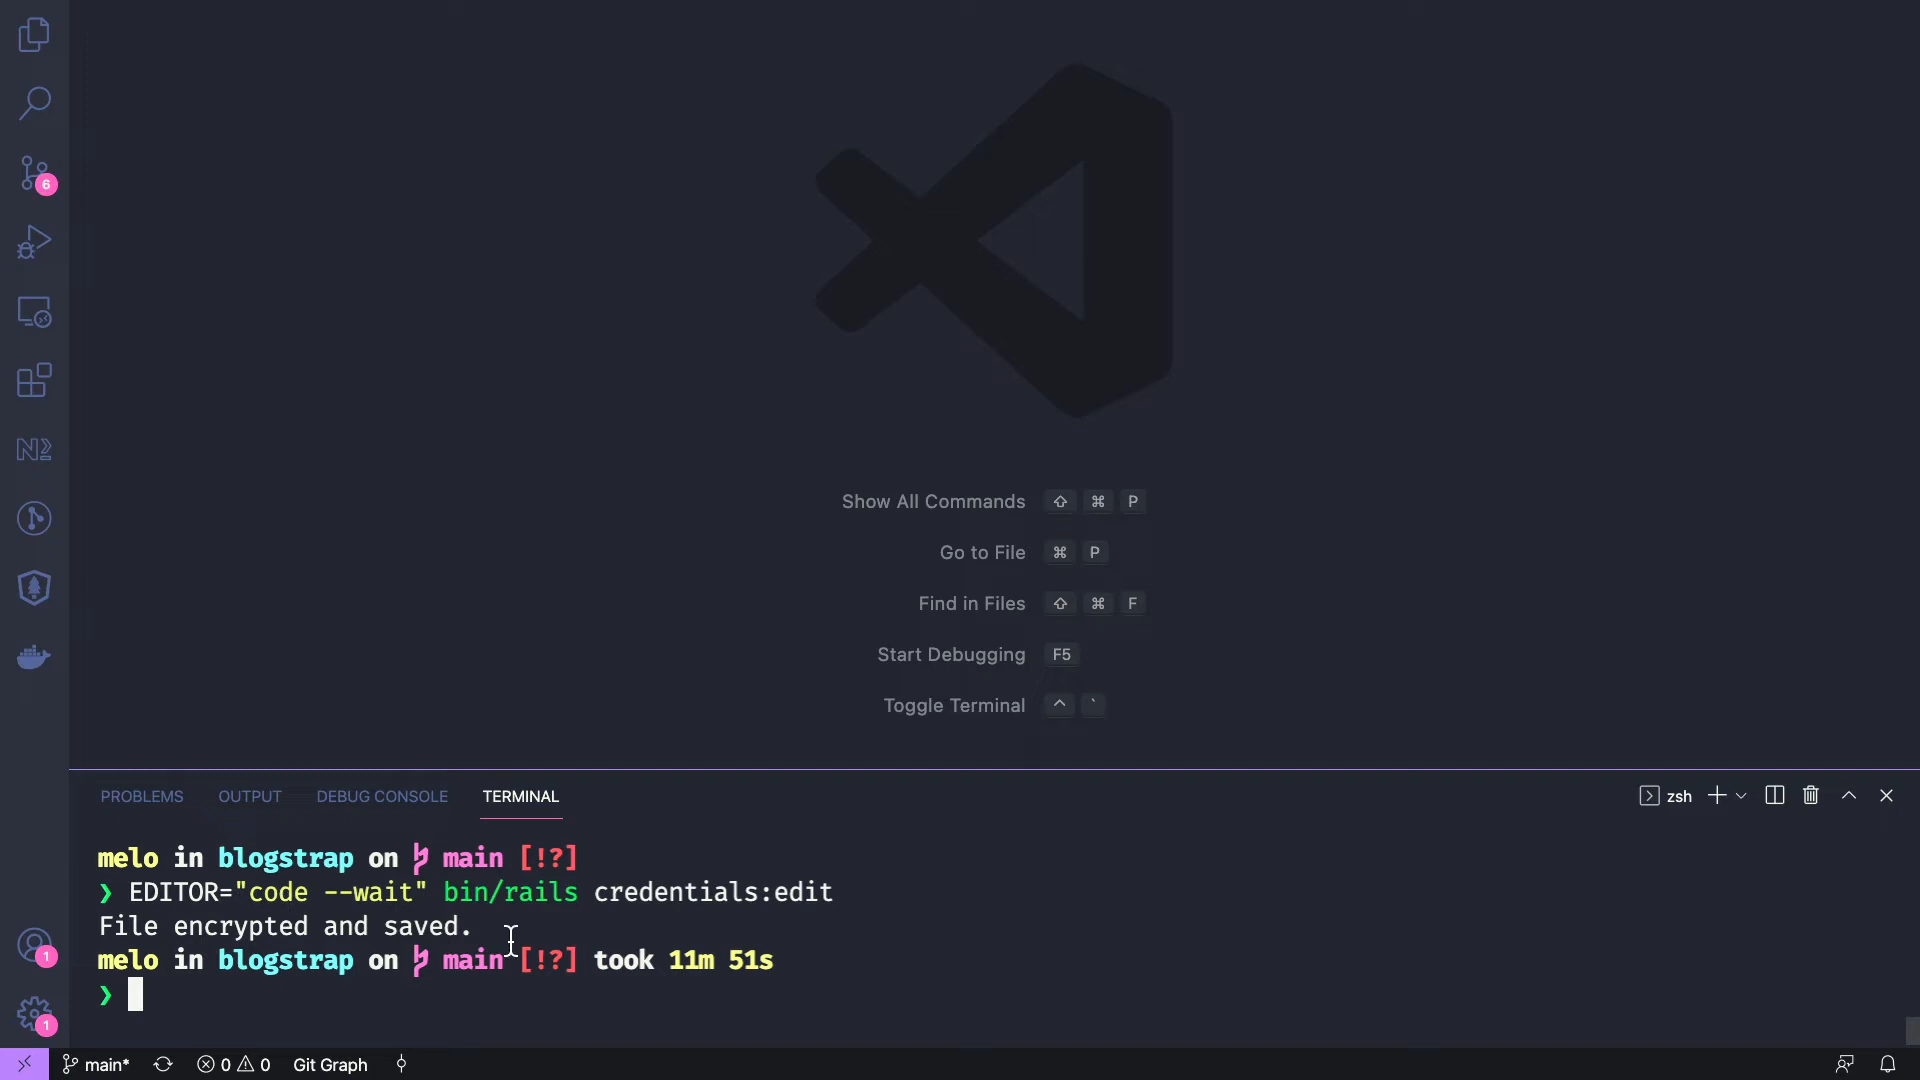 6
Show All Commands ⇧ ⌘ P
Go to File ⌘ P
Find in Files ⇧ ⌘ F
Start Debugging F5
Toggle Terminal ^ `
PROBLEMS OUTPUT DEBUG CONSOLE TERMINAL
zsh
melo in blogstrap on main [!?]
❯ EDITOR="code --wait" bin/rails credentials:edit
File encrypted and saved.
melo in blogstrap on main [!?] took 11m 51s
❯
1
1
main* 0 0 Git Graph